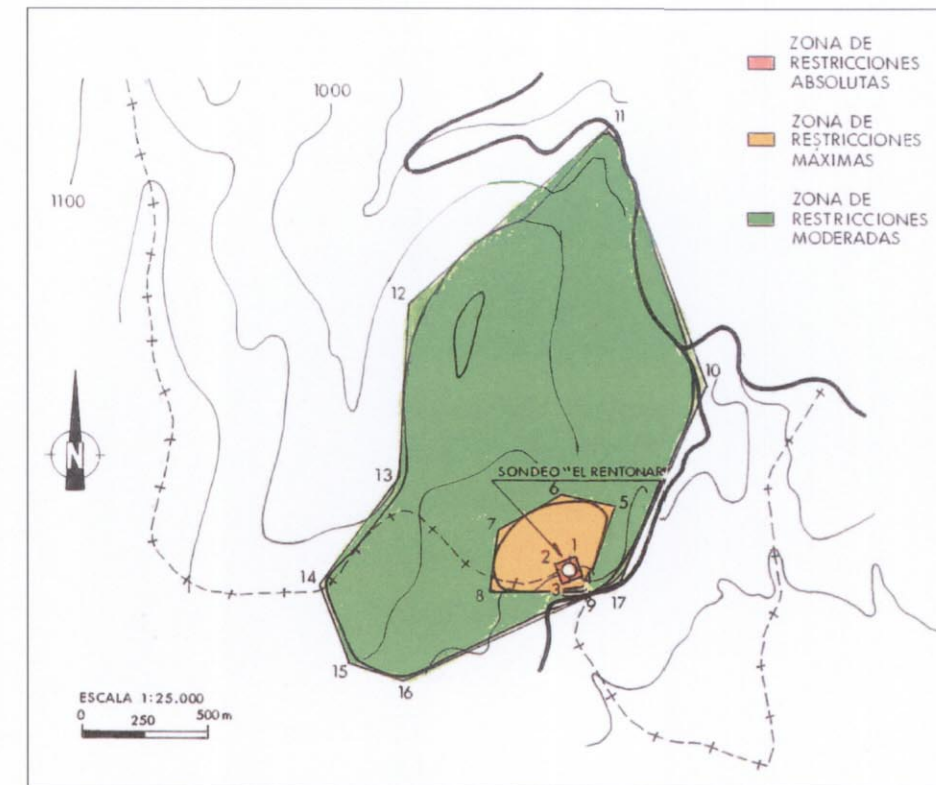 ZONA DE
RESTRICCIONES
ABSOLUTAS
ZONA DE
RESTRICCIONES
MÁXIMAS
ZONA DE
RESTRICCIONES
MODERADAS
1000
1100
11
12
10
13
SONDEO "EL RENTONAR"
6
5
7
1
2
4
3
8
9
17
14
15
16
N
ESCALA 1:25.000
0 250 500 m